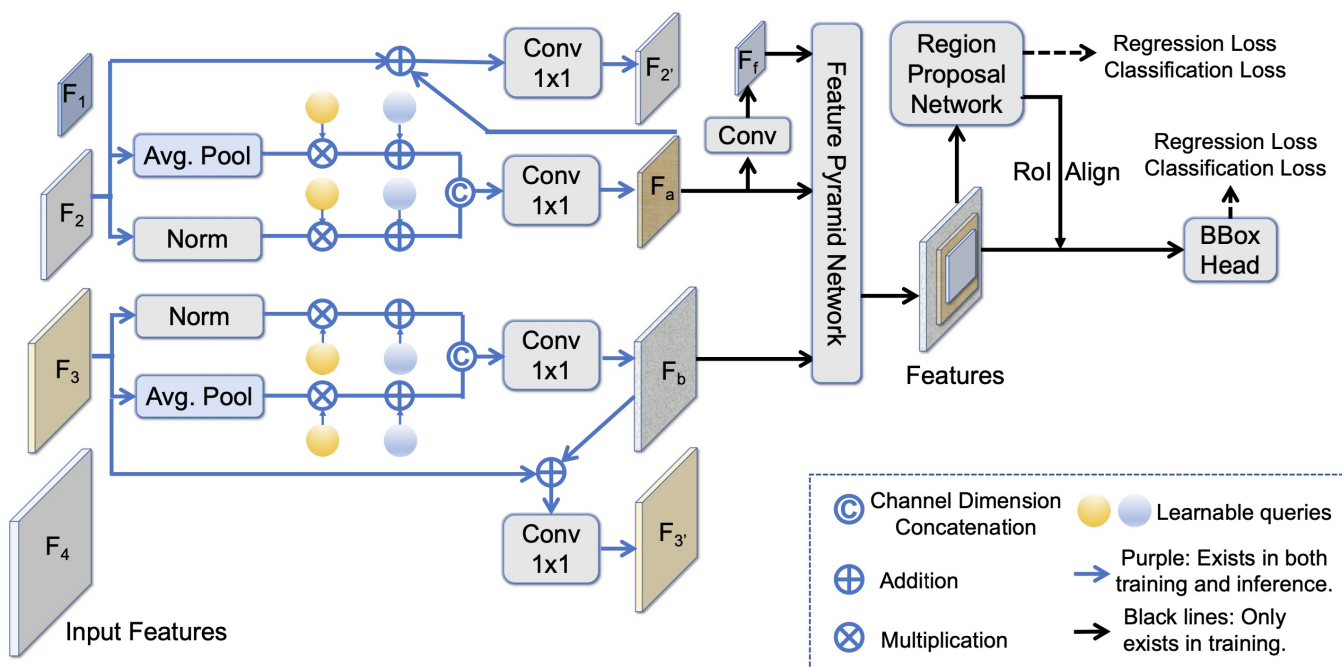 F1
F2
F3
F4
Input Features
Avg. Pool
Norm
Norm
Avg. Pool
C
C
Conv
1x1
F2'
Conv
1x1
Fa
Conv
1x1
Fb
Conv
1x1
F3'
Ff
Conv
Feature Pyramid Network
Region
Proposal
Network
Regression Loss
Classification Loss
RoI Align
Regression Loss
Classification Loss
BBox
Head
Features
C
Channel Dimension
Concatenation
Learnable queries
Addition
Purple: Exists in both
training and inference.
Multiplication
Black lines: Only
exists in training.